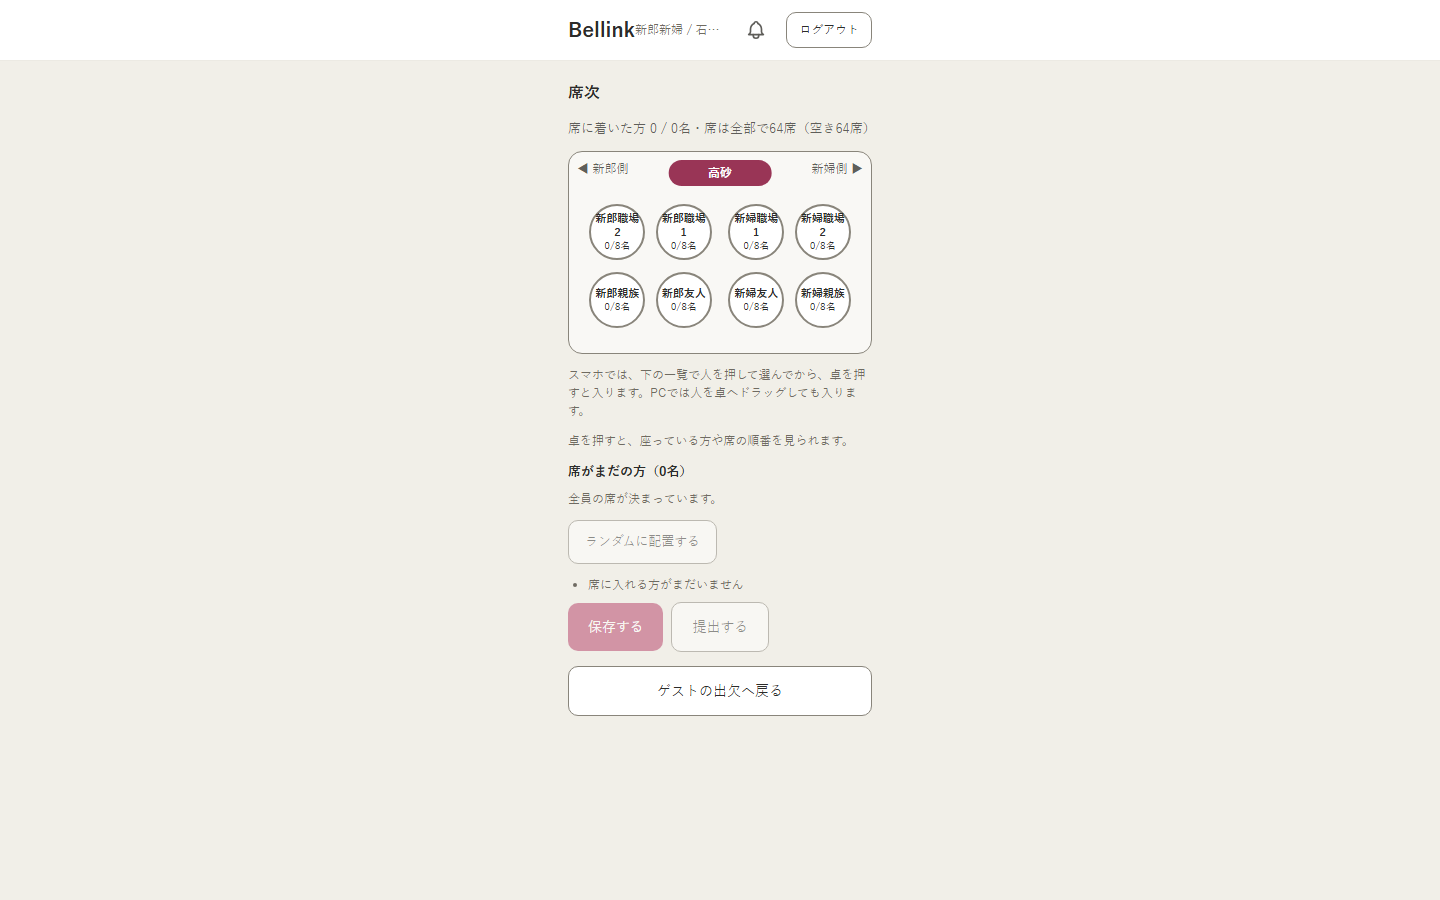 Bellink新郎新婦 / 石…
ログアウト
席次
席に着いた方 0 / 0名・席は全部で64席（空き64席）
◀ 新郎側
高砂
新婦側 ▶
新郎職場
2
0/8名
新郎職場
1
0/8名
新婦職場
1
0/8名
新婦職場
2
0/8名
新郎親族
0/8名
新郎友人
0/8名
新婦友人
0/8名
新婦親族
0/8名
スマホでは、下の一覧で人を押して選んでから、卓を押
すと入ります。PCでは人を卓へドラッグしても入りま
す。
卓を押すと、座っている方や席の順番を見られます。
席がまだの方（0名）
全員の席が決まっています。
ランダムに配置する
• 席に入れる方がまだいません
保存する
提出する
ゲストの出欠へ戻る